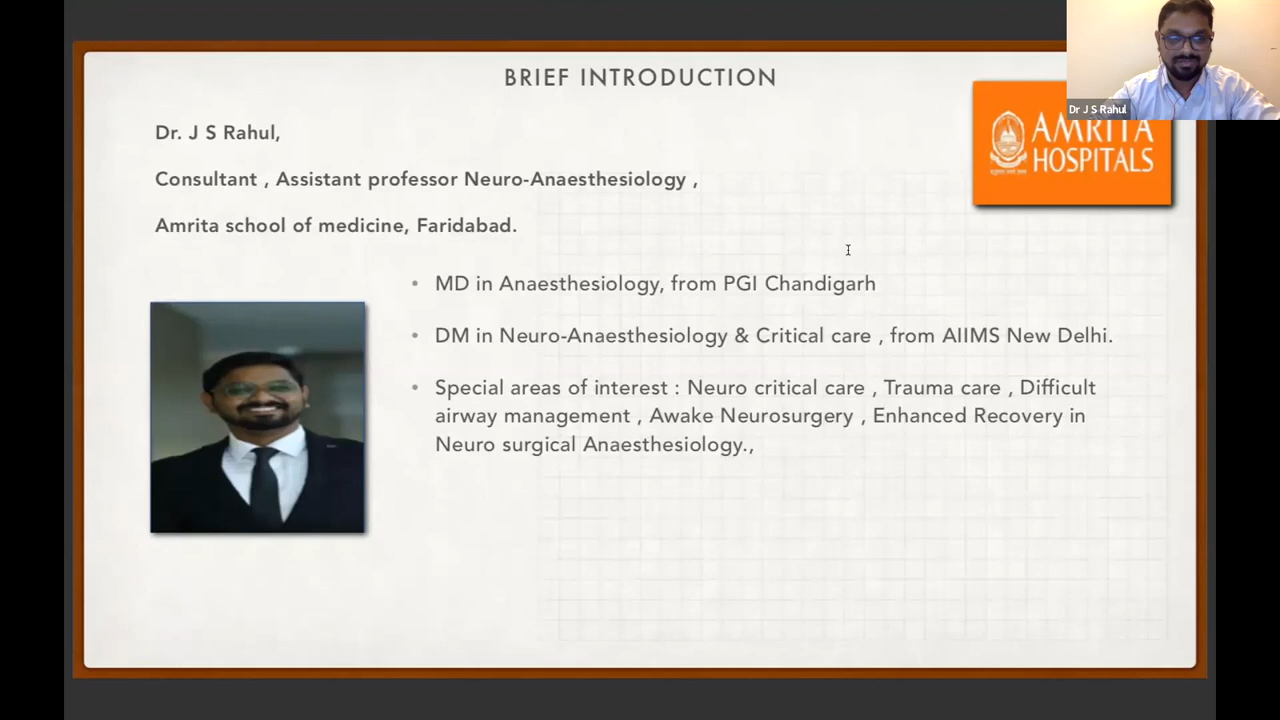 BRIEF INTRODUCTION
Dr. J S Rahul,
Consultant , Assistant professor Neuro-Anaesthesiology ,
Amrita school of medicine, Faridabad.
Dr J S Rahul
AMRITA
HOSPITALS
• MD in Anaesthesiology, from PGI Chandigarh
• DM in Neuro-Anaesthesiology & Critical care , from AIIMS New Delhi.
• Special areas of interest : Neuro critical care , Trauma care , Difficult
airway management , Awake Neurosurgery , Enhanced Recovery in
Neuro surgical Anaesthesiology.,